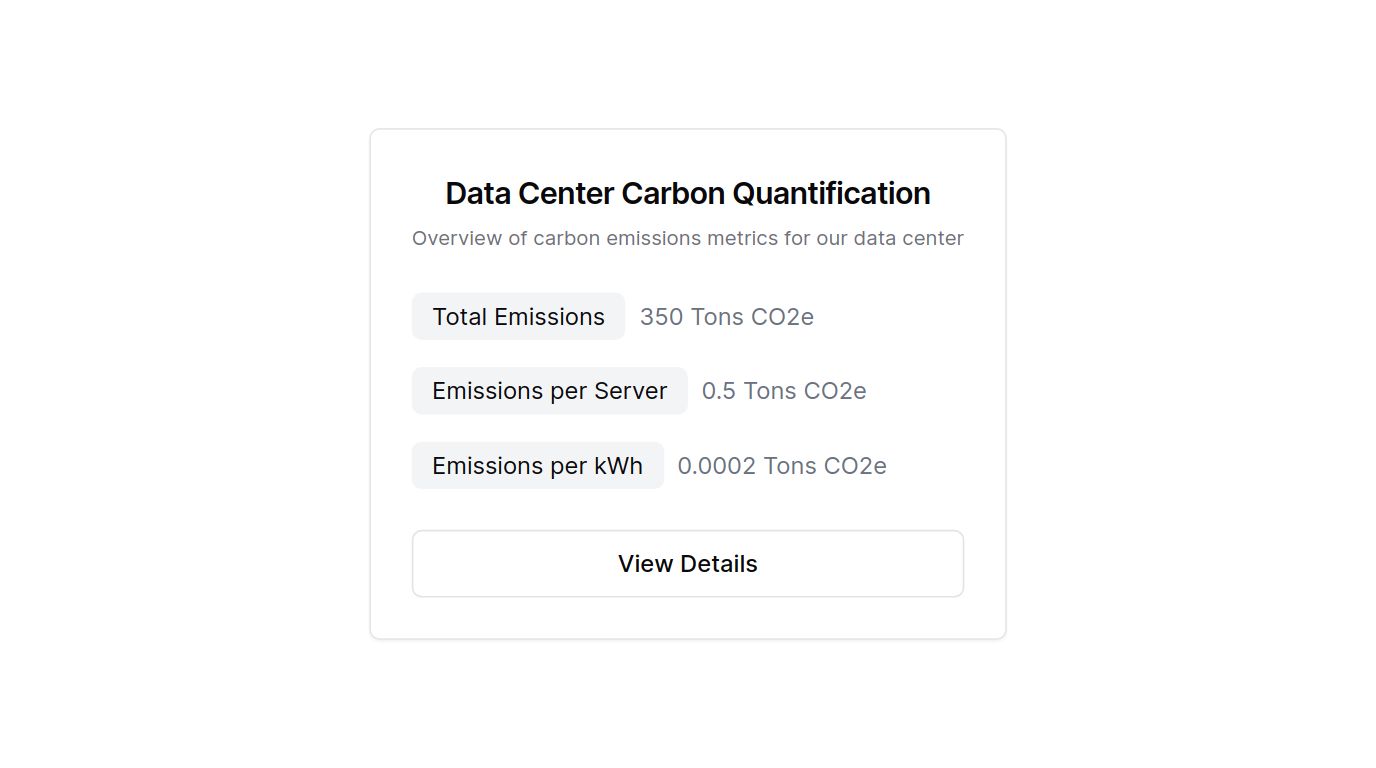 Data Center Carbon Quantification
Overview of carbon emissions metrics for our data center
Total Emissions 350 Tons CO2e
Emissions per Server 0.5 Tons CO2e
Emissions per kWh 0.0002 Tons CO2e
View Details